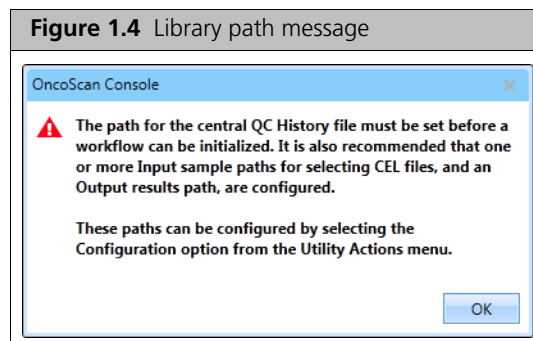 Figure 1.4 Library path message
OncoScan Console
The path for the central QC History file must be set before a
workflow can be initialized. It is also recommended that one
or more Input sample paths for selecting CEL files, and an
Output results path, are configured.
These paths can be configured by selecting the
Configuration option from the Utility Actions menu.
OK